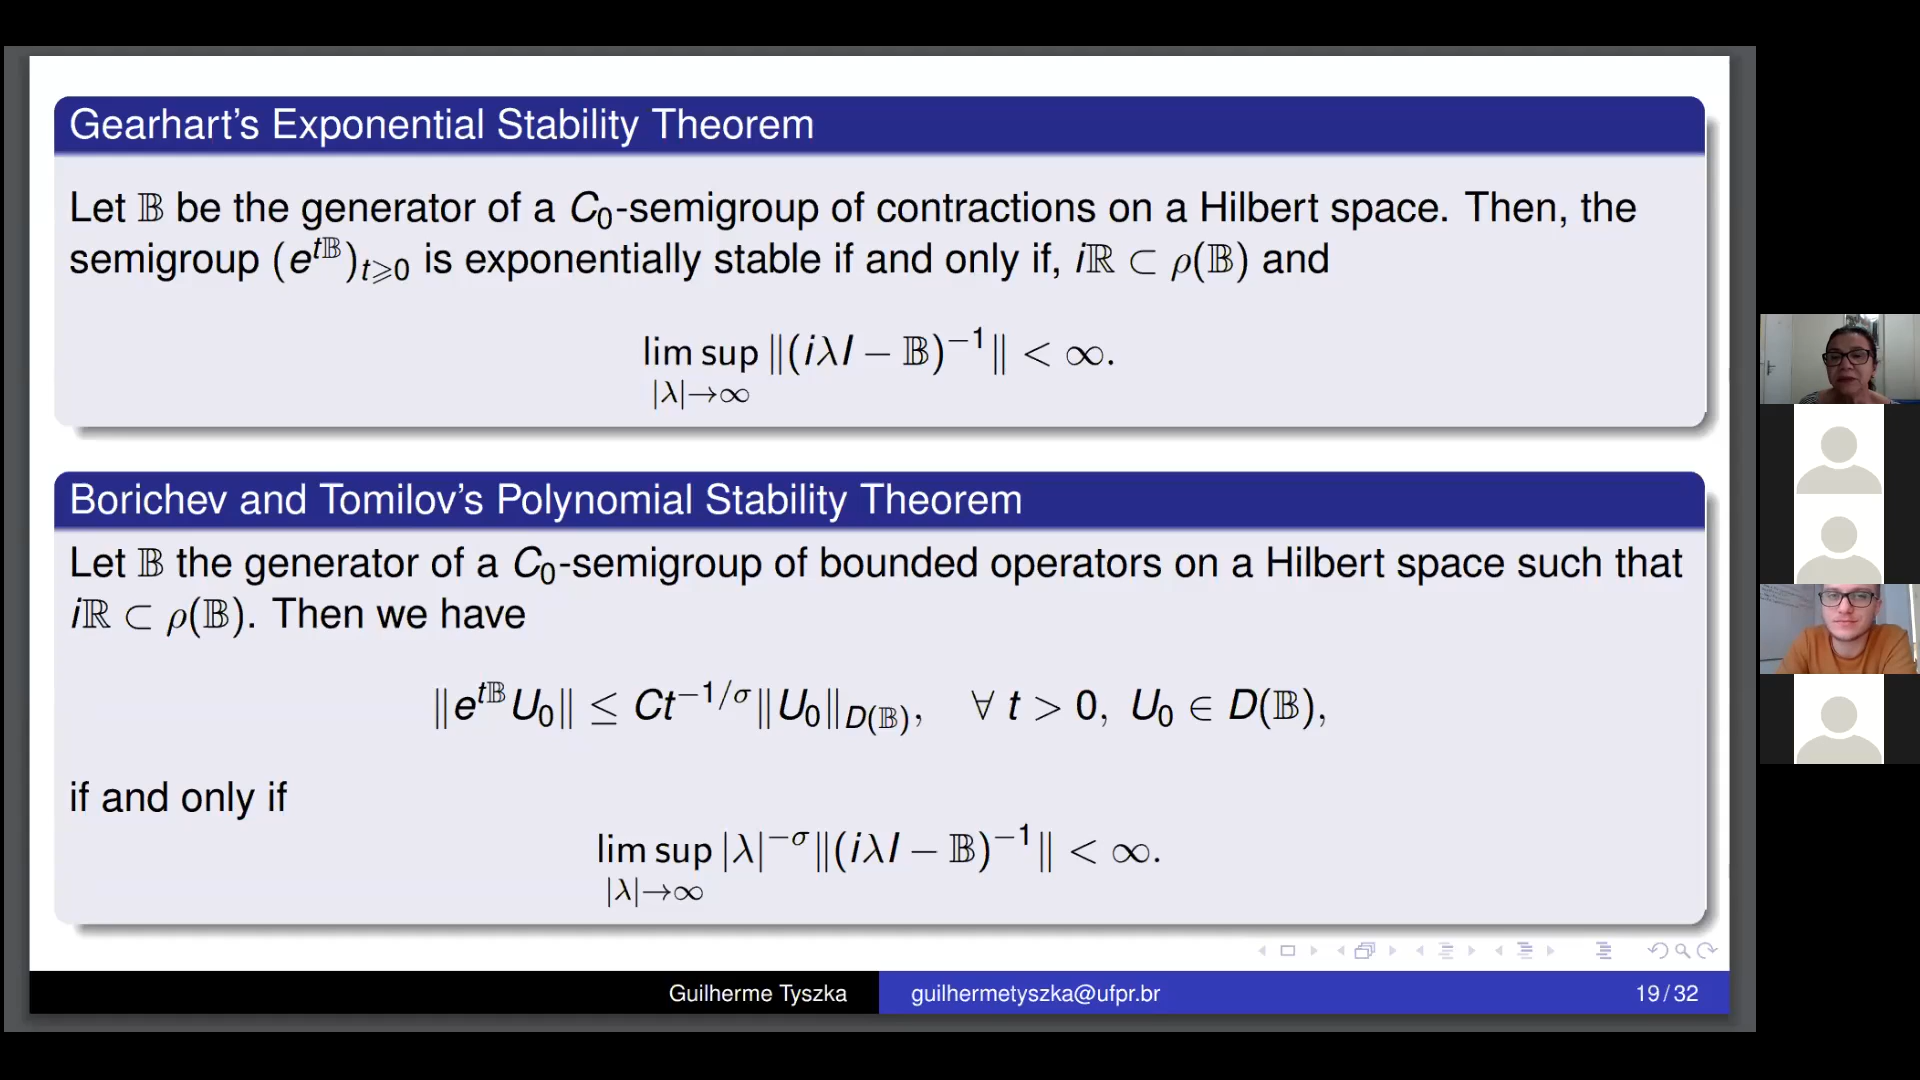 Gearhart's Exponential Stability Theorem
Let 𝔹 be the generator of a C₀-semigroup of contractions on a Hilbert space. Then, the
semigroup (e^{t𝔹})_{t⩾0} is exponentially stable if and only if, iℝ ⊂ ρ(𝔹) and
lim sup_{|λ|→∞} ‖(iλI − 𝔹)⁻¹‖ < ∞.
Borichev and Tomilov's Polynomial Stability Theorem
Let 𝔹 the generator of a C₀-semigroup of bounded operators on a Hilbert space such that
iℝ ⊂ ρ(𝔹). Then we have
‖e^{t𝔹}U₀‖ ≤ Ct^{−1/σ}‖U₀‖_{D(𝔹)}, ∀ t > 0, U₀ ∈ D(𝔹),
if and only if
lim sup_{|λ|→∞} |λ|^{−σ}‖(iλI − 𝔹)⁻¹‖ < ∞.
Guilherme Tyszka guilhermetyszka@ufpr.br 19/32